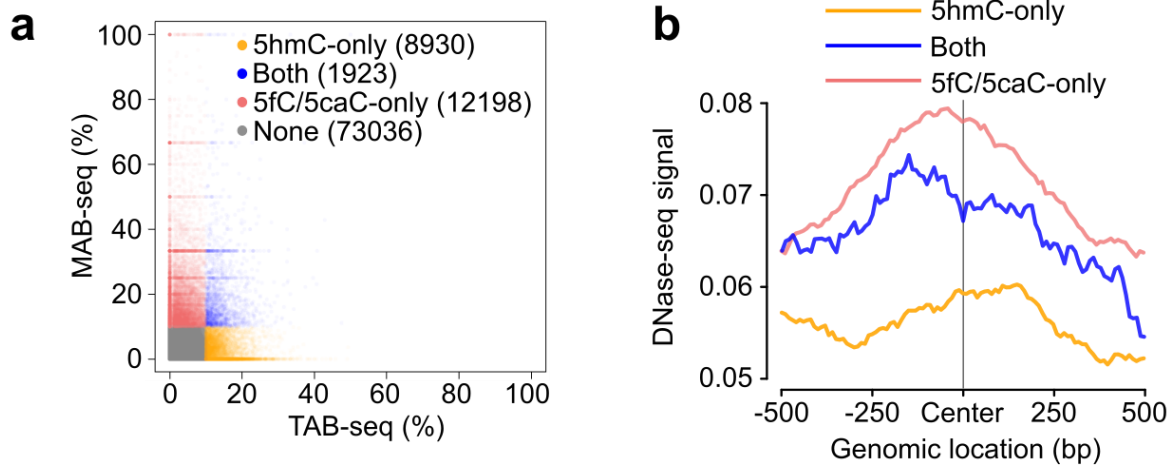 a
100
80
60
40
20
0
MAB-seq (%)
5hmC-only (8930)
Both (1923)
5fC/5caC-only (12198)
None (73036)
0 20 40 60 80 100
TAB-seq (%)
b
5hmC-only
Both
5fC/5caC-only
0.08
0.07
0.06
0.05
DNase-seq signal
-500 -250 Center 250 500
Genomic location (bp)